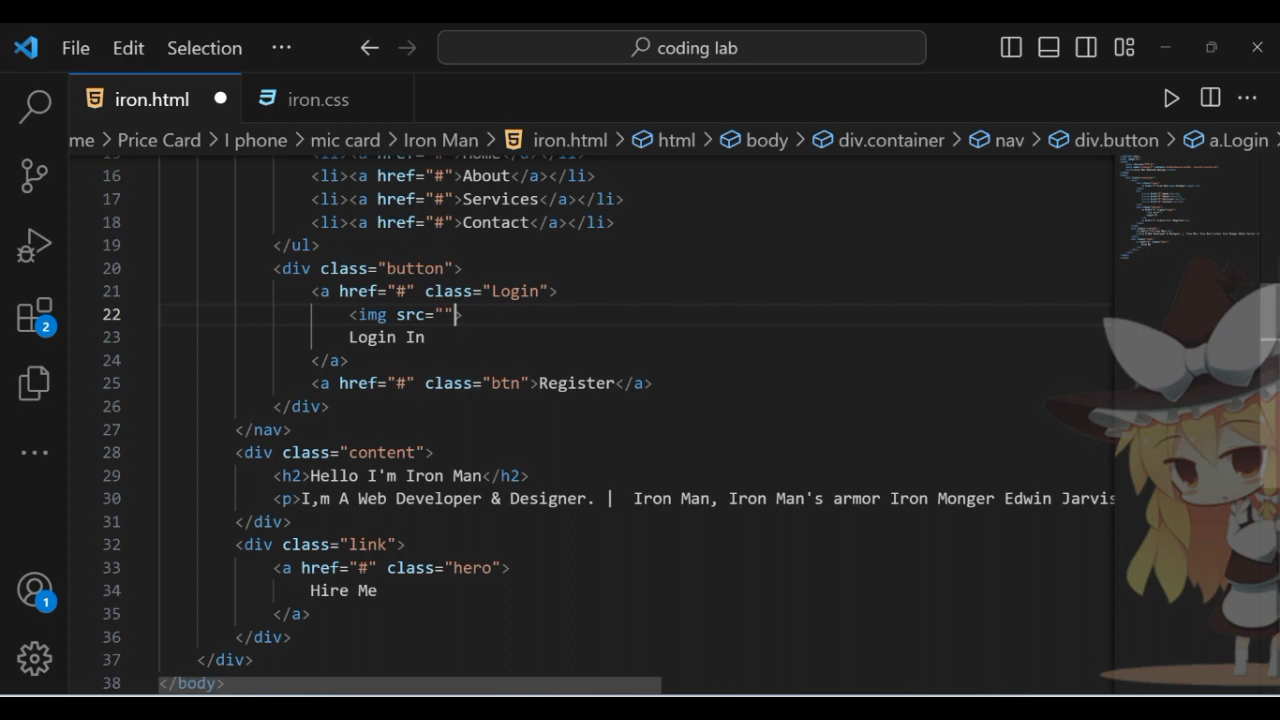 File Edit Selection ··· coding lab
iron.html iron.css
me > Price Card > I phone > mic card > Iron Man > iron.html > html > body > div.container > nav > div.button > a.Login >
16 <li><a href="#">About</a></li>
17 <li><a href="#">Services</a></li>
18 <li><a href="#">Contact</a></li>
19 </ul>
20 <div class="button">
21 <a href="#" class="Login">
22 <img src="">
23 Login In
24 </a>
25 <a href="#" class="btn">Register</a>
26 </div>
27 </nav>
28 <div class="content">
29 <h2>Hello I'm Iron Man</h2>
30 <p>I,m A Web Developer & Designer. |  Iron Man, Iron Man's armor Iron Monger Edwin Jarvis
31 </div>
32 <div class="link">
33 <a href="#" class="hero">
34 Hire Me
35 </a>
36 </div>
37 </div>
38 </body>
2
1